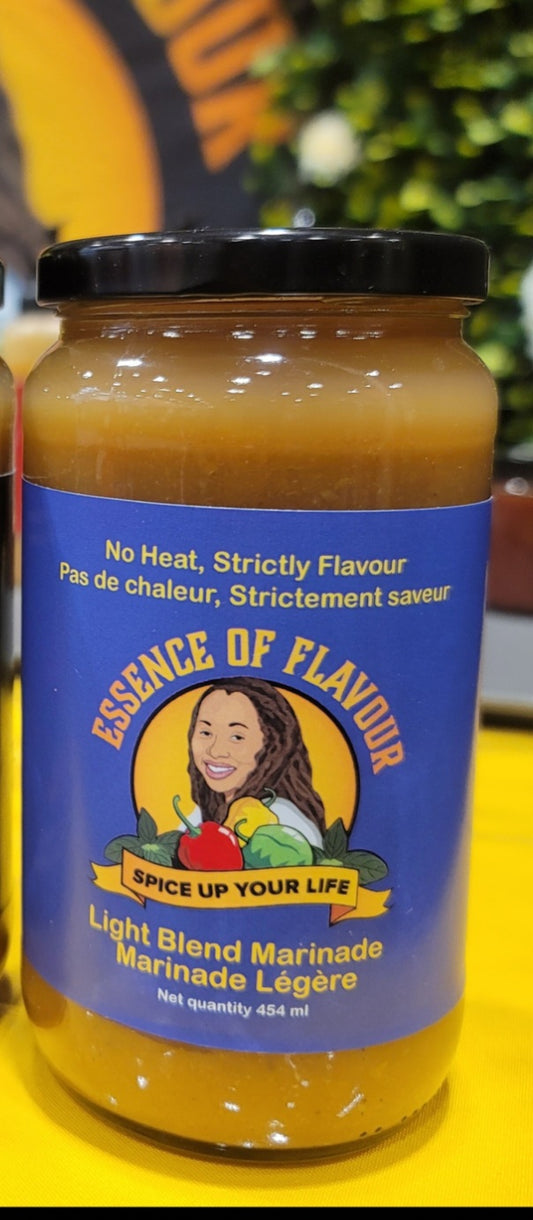 No Heat, Strictly Flavour
Pas de chaleur, Strictement saveur
ESSENCE OF FLAVOUR
SPICE UP YOUR LIFE
Light Blend Marinade
Marinade Légère
Net quantity 454 ml